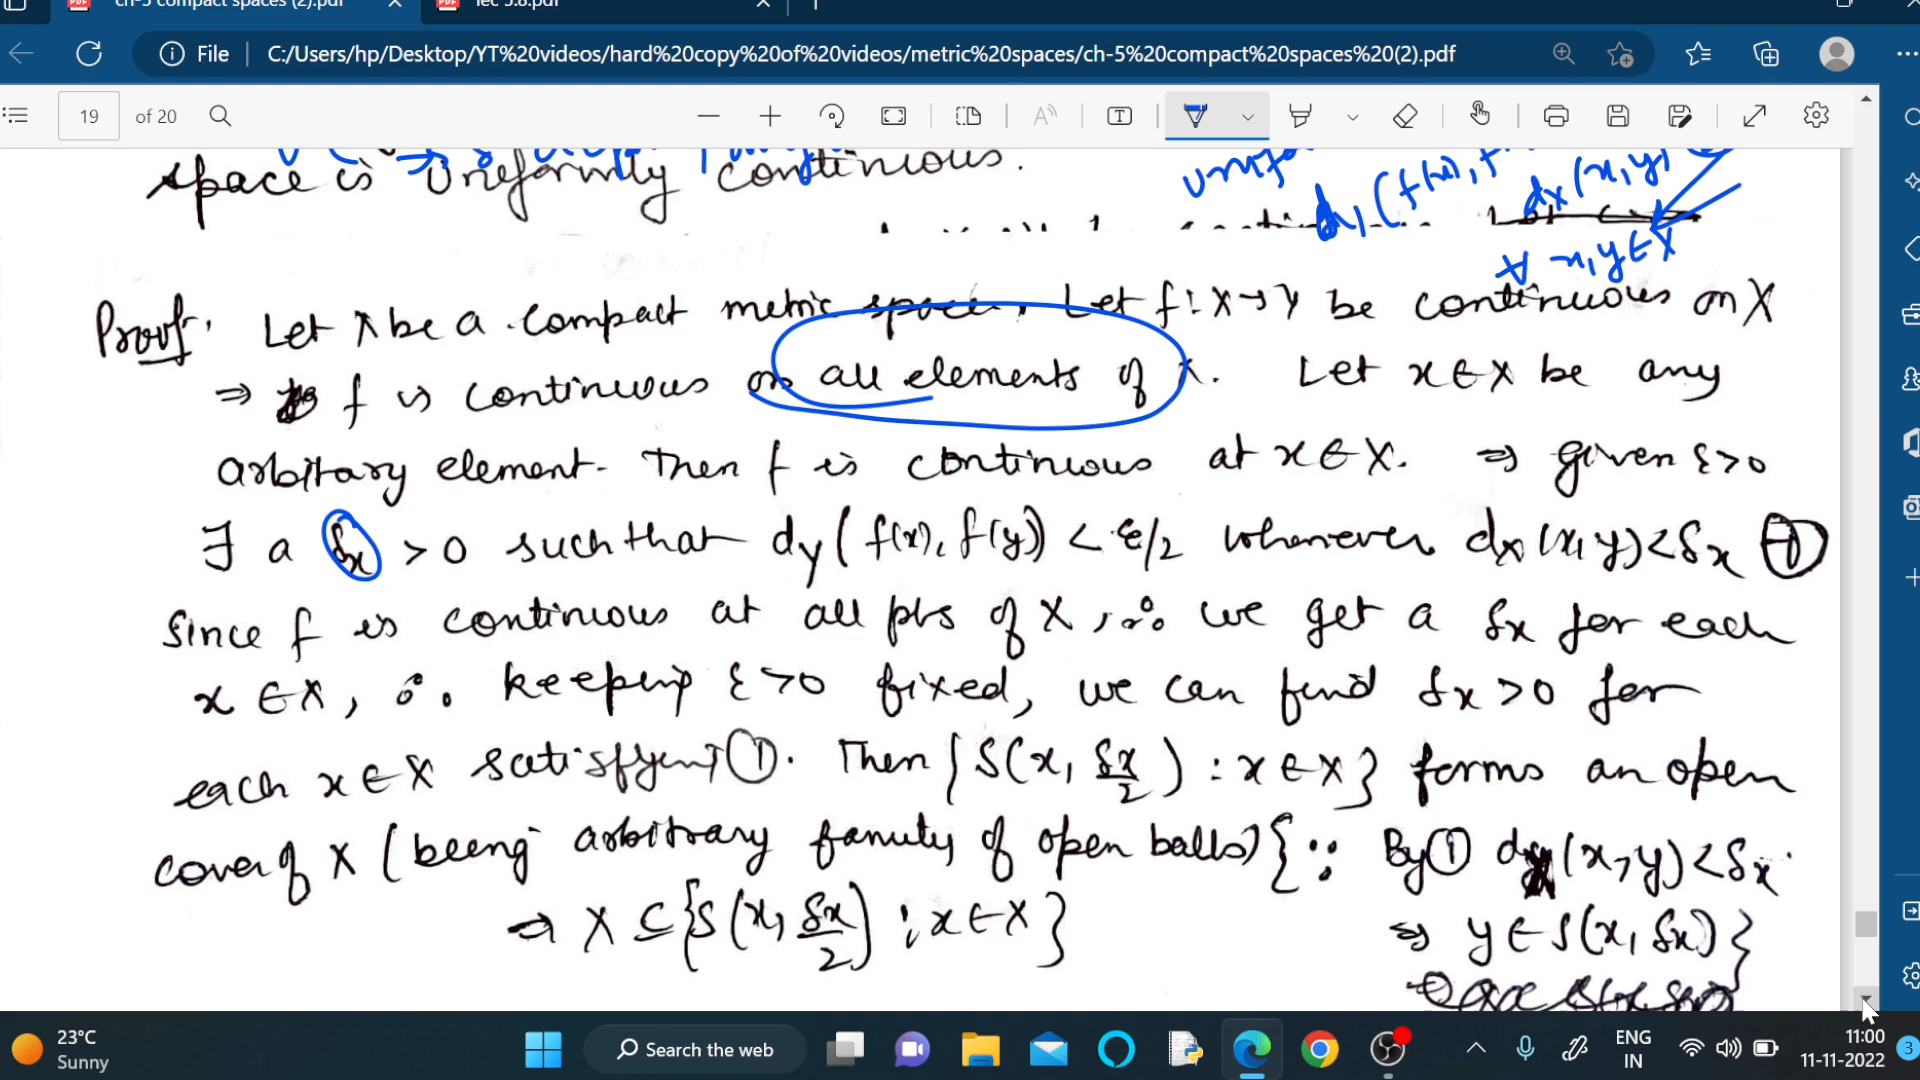 ch-5 compact spaces (2).pdf
lec 5.8.pdf
File
C:/Users/hp/Desktop/YT%20videos/hard%20copy%20of%20videos/metric%20spaces/ch-5%20compact%20spaces%20(2).pdf
19 of 20
space is Uniformly continuous.
dy (f(x), f
dx (x, y)
∀ x, y ∈ X
Proof. Let X be a compact metric space. Let f : X → Y be continuous on X
⇒ f is continuous on all elements of X. Let x ∈ X be any
arbitrary element. Then f is continuous at x ∈ X. ⇒ given ε>0
∃ a δx > 0 such that dy (f(x), f(y)) < ε/2 whenever dx (x, y) < δx ①
Since f is continuous at all pts of X, ∴ we get a δx for each
x ∈ X, ∴ keeping ε>0 fixed, we can find δx >0 for
each x ∈ X satisfying ①. Then {S(x, δx/2) : x ∈ X} forms an open
cover of X (being arbitrary family of open balls) {∵ By ① dx (x, y) < δx
⇒ X ⊆ {S(x, δx/2) : x ∈ X}
⇒ y ∈ S(x, δx)}
23°C
Sunny
Search the web
ENG
IN
11:00
11-11-2022
3